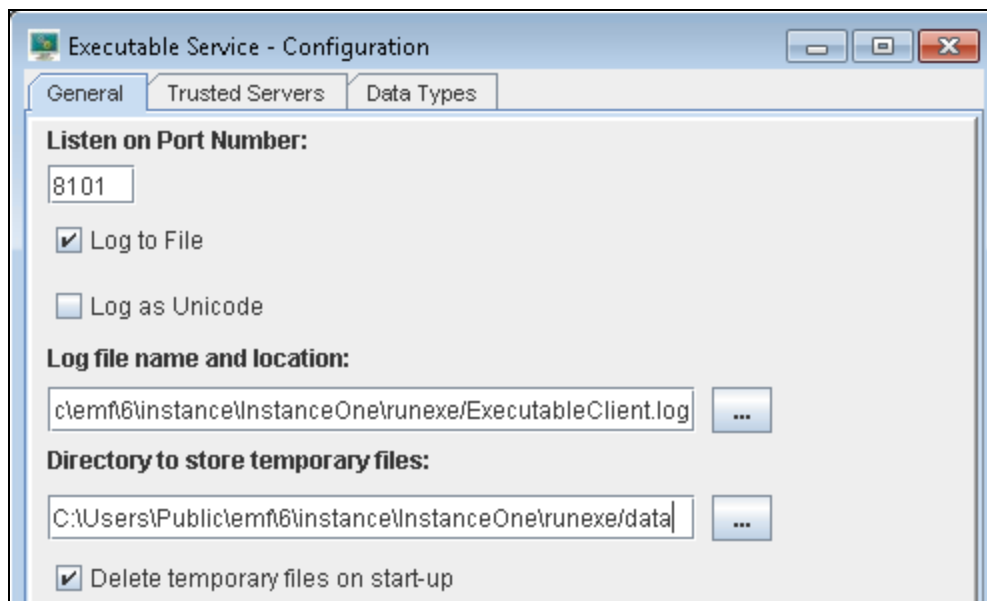 Executable Service - Configuration
General Trusted Servers Data Types
Listen on Port Number:
8101
Log to File
Log as Unicode
Log file name and location:
c\emf\6\instance\InstanceOne\runexe/ExecutableClient.log ...
Directory to store temporary files:
C:\Users\Public\emf\6\instance\InstanceOne\runexe/data ...
Delete temporary files on start-up